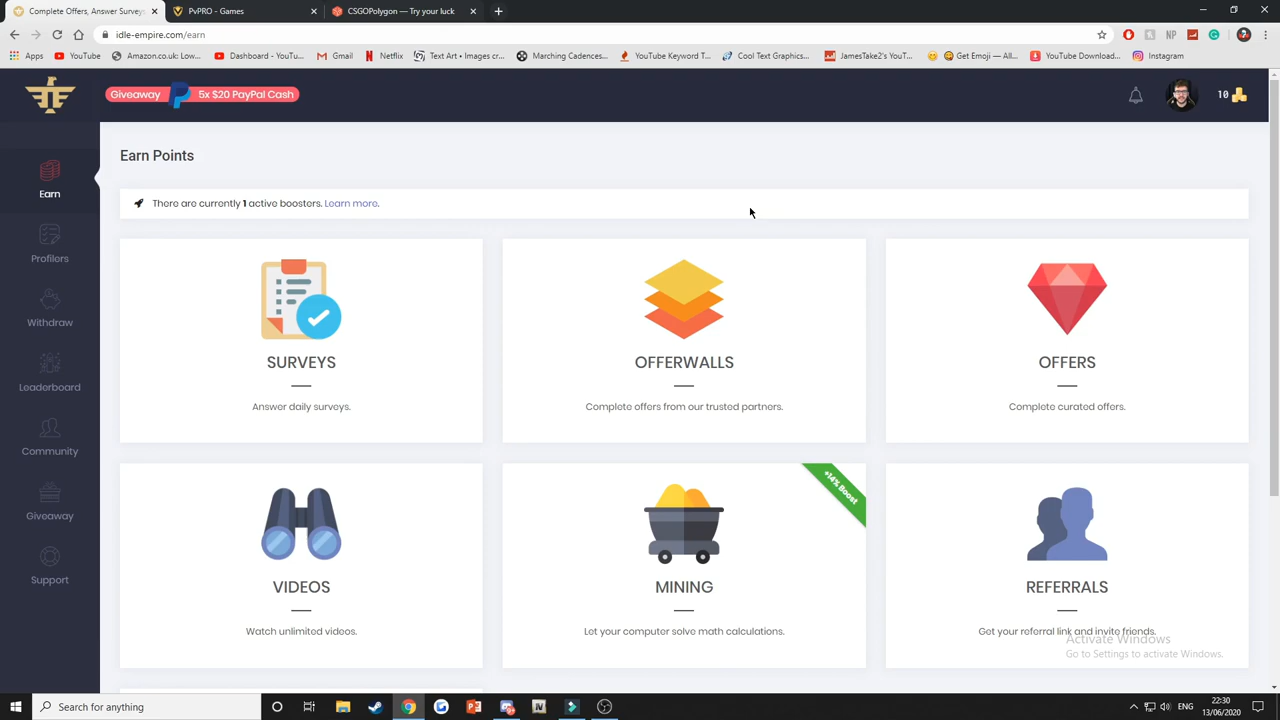 Complete Offers, Answer Surveys
PvPRO - Games
CSGOPolygon — Try your luck
idle-empire.com/earn
Apps
YouTube
Amazon.co.uk: Low...
Dashboard - YouTu...
Gmail
Netflix
Text Art • Images cr...
Marching Cadences...
YouTube Keyword T...
Cool Text Graphics...
JamesTake2's YouT...
Get Emoji — All...
YouTube Download...
Instagram
Giveaway 5x $20 PayPal Cash
10
Earn
Profilers
Withdraw
Leaderboard
Community
Giveaway
Support
Earn Points
There are currently 1 active boosters. Learn more.
SURVEYS
Answer daily surveys.
OFFERWALLS
Complete offers from our trusted partners.
OFFERS
Complete curated offers.
VIDEOS
Watch unlimited videos.
+14% Boost
MINING
Let your computer solve math calculations.
REFERRALS
Get your referral link and invite friends.
Activate Windows
Go to Settings to activate Windows.
Search for anything
ENG
22:30
13/06/2020